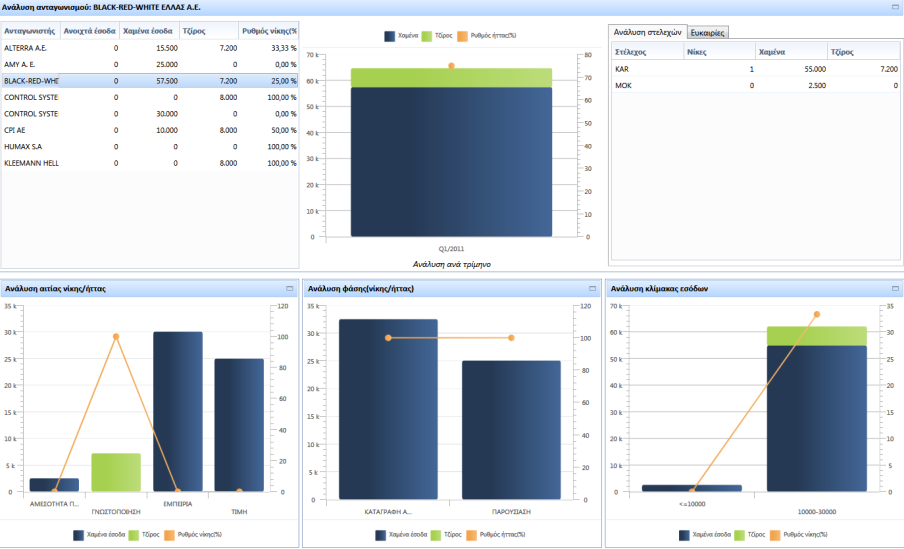 Ανάλυση ανταγωνισμού: BLACK-RED-WHITE ΕΛΛΑΣ Α.Ε.
Ανταγωνιστής Ανοιχτά έσοδα Χαμένα έσοδα Τζίρος Ρυθμός νίκης(%
ALTERRA A.E. 0 15.500 7.200 33,33 %
AMY A. E. 0 25.000 0 0,00 %
BLACK-RED-WHI 0 57.500 7.200 25,00 %
CONTROL SYSTE 0 0 8.000 100,00 %
CONTROL SYSTE 0 30.000 0 0,00 %
CPI AE 0 10.000 8.000 50,00 %
HUMAX S.A 0 0 0 100,00 %
KLEEMANN HELL 0 0 8.000 100,00 %
Χαμένα Τζίρος Ρυθμός ήττας(%)
70 k 80
60 k 70
50 k 60
40 k 50
30 k 40
20 k 30
10 k 20
0 10
0
Q1/2011
Ανάλυση ανά τρίμηνο
Ανάλυση στελεχών Ευκαιρίες
Στέλεχος Νίκες Χαμένα Τζίρος
KAR 1 55.000 7.200
MOK 0 2.500 0
Ανάλυση αιτίας νίκης/ήττας
35 k 120
30 k 100
25 k 80
20 k 60
15 k 40
10 k 20
5 k 0
0
ΑΜΕΣΟΤΗΤΑ Π... ΕΜΠΕΙΡΙΑ
ΓΝΩΣΤΟΠΟΙΗΣΗ ΤΙΜΗ
Χαμένα έσοδα Τζίρος Ρυθμός νίκης(%)
Ανάλυση φάσης(νίκης/ήττας)
35 k 120
30 k 100
25 k 80
20 k 60
15 k 40
10 k 20
5 k 0
0
ΚΑΤΑΓΡΑΦΗ Α... ΠΑΡΟΥΣΙΑΣΗ
Χαμένα έσοδα Τζίρος Ρυθμός ήττας(%)
Ανάλυση κλίμακας εσόδων
70 k 35
60 k 30
50 k 25
40 k 20
30 k 15
20 k 10
10 k 5
0 0
<=10000
10000-30000
Χαμένα έσοδα Τζίρος Ρυθμός νίκης(%)